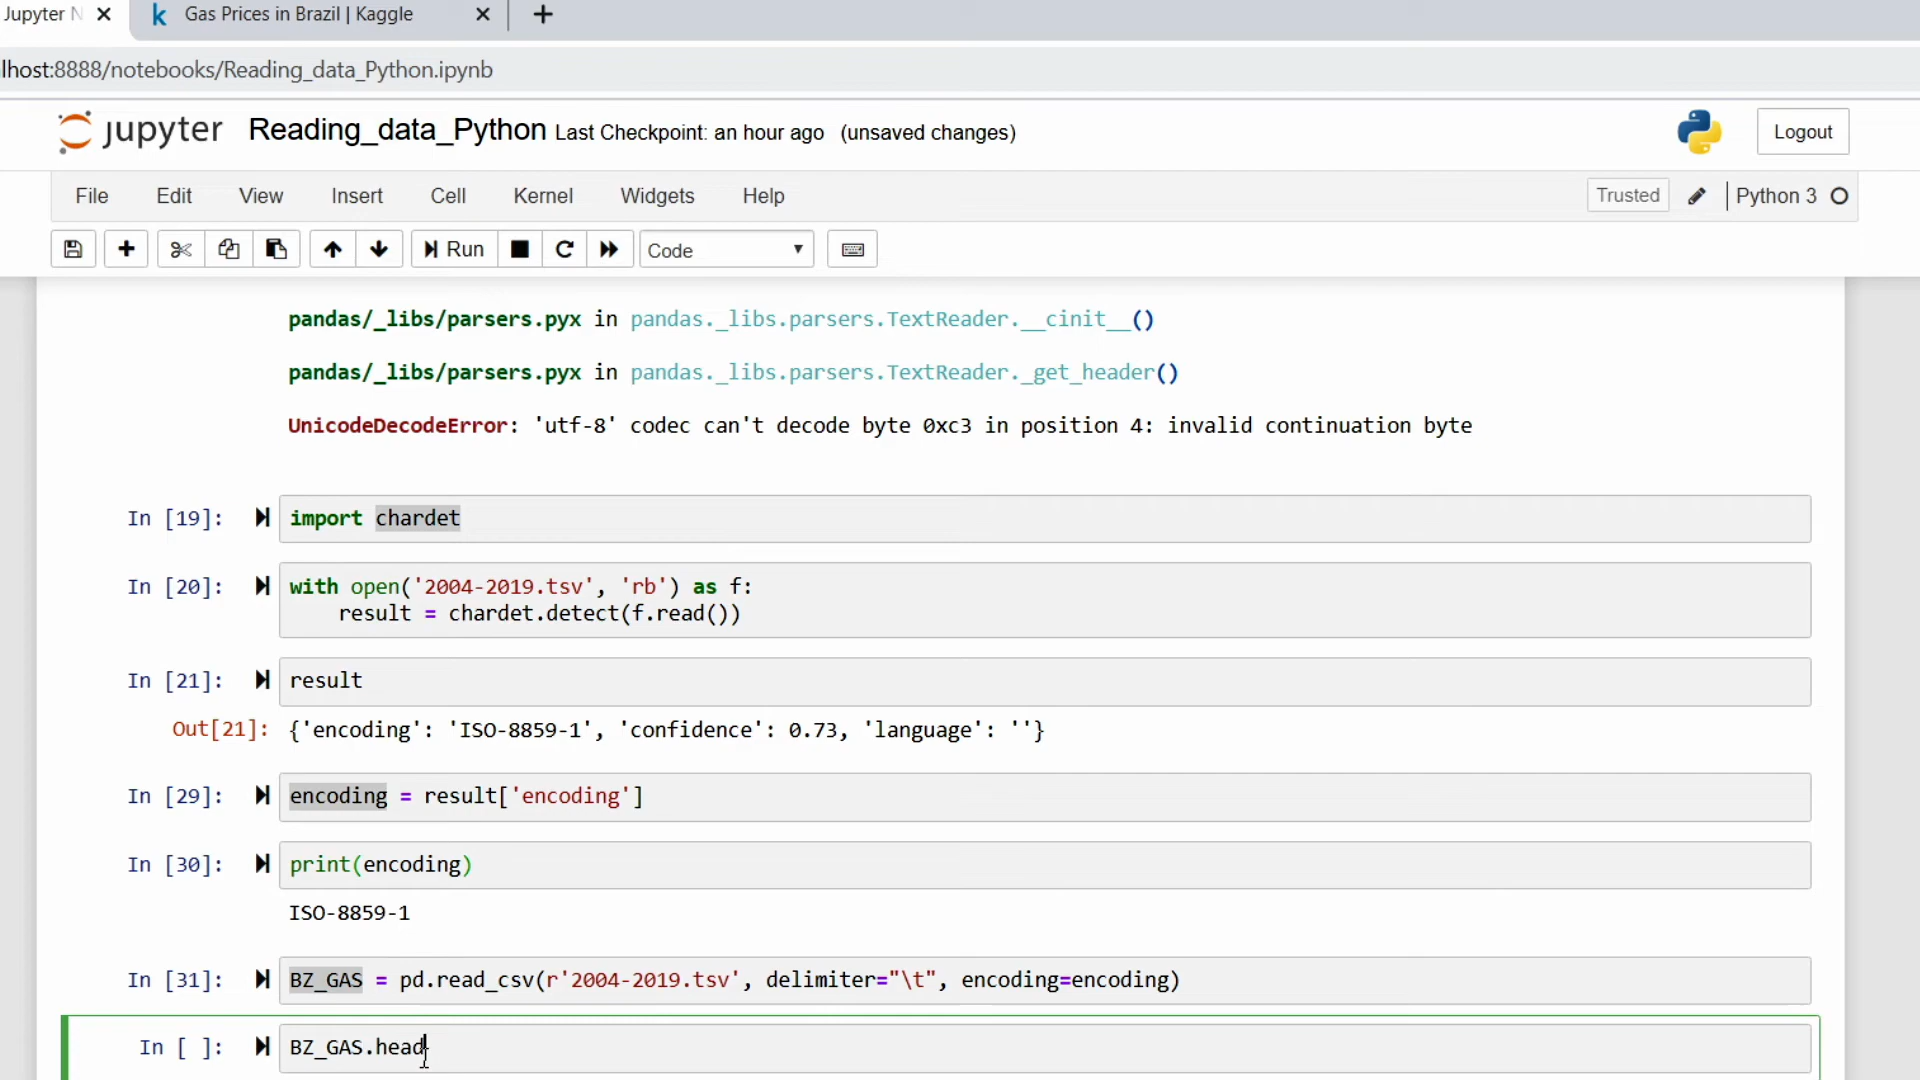 Jupyter N
Gas Prices in Brazil | Kaggle
lhost:8888/notebooks/Reading_data_Python.ipynb
jupyter Reading_data_Python Last Checkpoint: an hour ago (unsaved changes)
Logout
File Edit View Insert Cell Kernel Widgets Help
Trusted
Python 3
Run
Code
pandas/_libs/parsers.pyx in pandas._libs.parsers.TextReader.__cinit__()
pandas/_libs/parsers.pyx in pandas._libs.parsers.TextReader._get_header()
UnicodeDecodeError: 'utf-8' codec can't decode byte 0xc3 in position 4: invalid continuation byte
In [19]: import chardet
In [20]: with open('2004-2019.tsv', 'rb') as f:
result = chardet.detect(f.read())
In [21]: result
Out[21]: {'encoding': 'ISO-8859-1', 'confidence': 0.73, 'language': ''}
In [29]: encoding = result['encoding']
In [30]: print(encoding)
ISO-8859-1
In [31]: BZ_GAS = pd.read_csv(r'2004-2019.tsv', delimiter="\t", encoding=encoding)
In [ ]: BZ_GAS.head